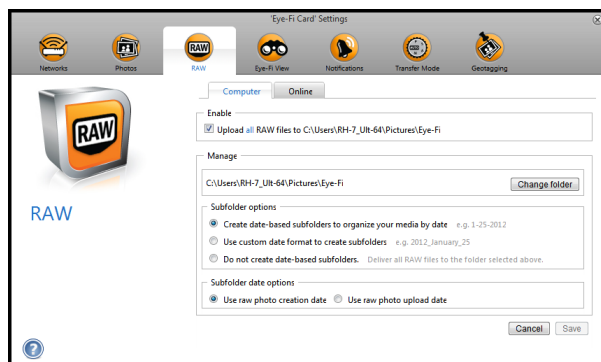 'Eye-Fi Card' Settings
Networks
Photos
RAW
RAW
Eye-Fi View
Notifications
Transfer Mode
Geotagging
Computer
Online
RAW
RAW
Enable
Upload all RAW files to C:\Users\RH-7_Ult-64\Pictures\Eye-Fi
Manage
C:\Users\RH-7_Ult-64\Pictures\Eye-Fi
Change folder
Subfolder options
Create date-based subfolders to organize your media by date e.g. 1-25-2012
Use custom date format to create subfolders e.g. 2012_January_25
Do not create date-based subfolders. Deliver all RAW files to the folder selected above.
Subfolder date options
Use raw photo creation date
Use raw photo upload date
Cancel
Save
?